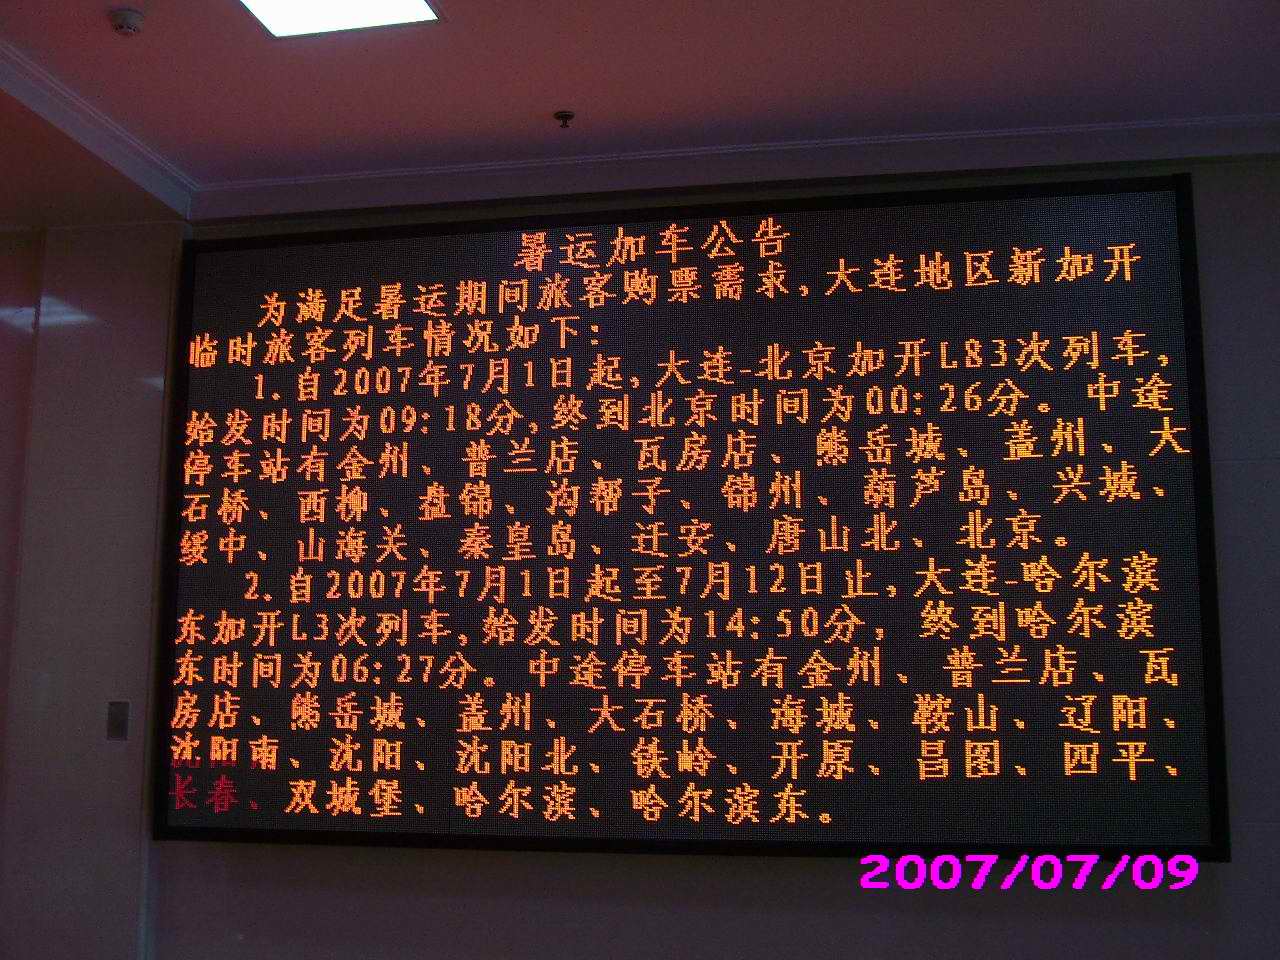 暑运加车公告
为满足暑运期间旅客购票需求,大连地区新加开
临时旅客列车情况如下:
1.自2007年7月1日起,大连-北京加开L83次列车,
始发时间为09:18分,终到北京时间为00:26分。中途
停车站有金州、普兰店、瓦房店、熊岳城、盖州、大
石桥、西柳、盘锦、沟帮子、锦州、葫芦岛、兴城、
绥中、山海关、秦皇岛、迁安、唐山北、北京。
2.自2007年7月1日起至7月12日止,大连-哈尔滨
东加开L3次列车,始发时间为14:50分,终到哈尔滨
东时间为06:27分。中途停车站有金州、普兰店、瓦
房店、熊岳城、盖州、大石桥、海城、鞍山、辽阳、
沈阳南、沈阳、沈阳北、铁岭、开原、昌图、四平、
长春、双城堡、哈尔滨、哈尔滨东。
2007/07/09